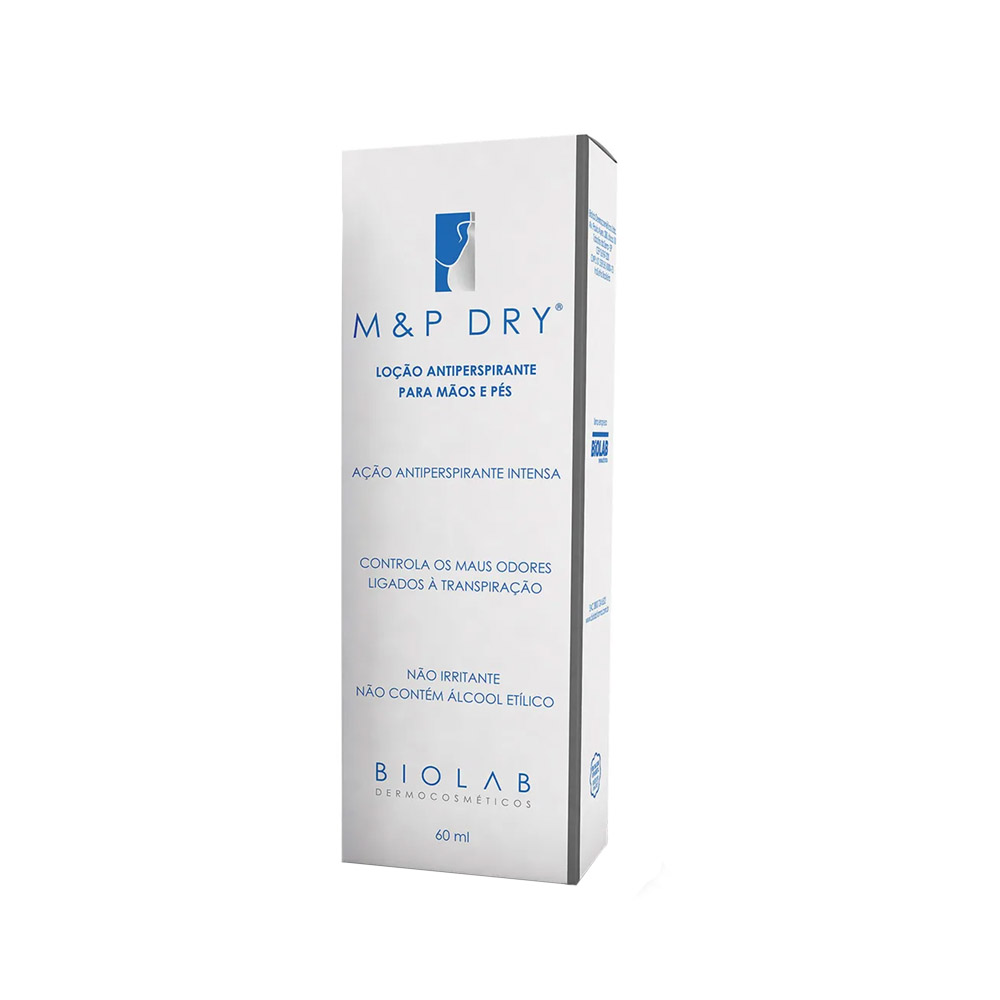 M & P DRY®
LOÇÃO ANTIPERSPIRANTE
PARA MÃOS E PÉS
AÇÃO ANTIPERSPIRANTE INTENSA
CONTROLA OS MAUS ODORES
LIGADOS À TRANSPIRAÇÃO
NÃO IRRITANTE
NÃO CONTÉM ÁLCOOL ETÍLICO
BIOLAB
DERMOCOSMÉTICOS
60 ml
BIOLAB